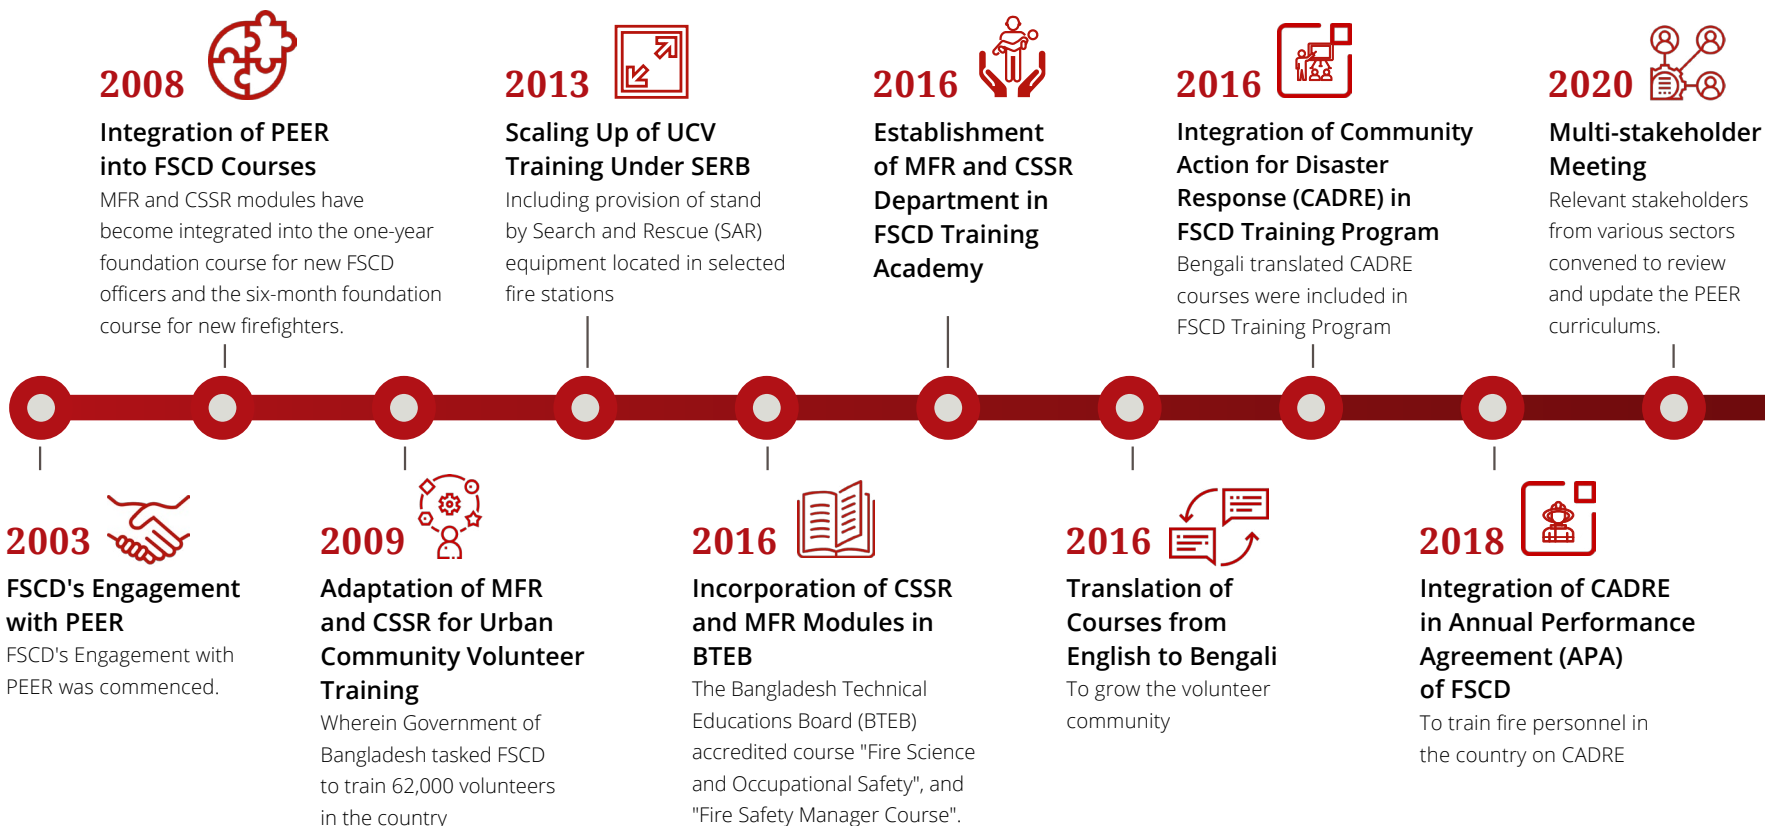 2008
Integration of PEER
into FSCD Courses
MFR and CSSR modules have
become integrated into the one-year
foundation course for new FSCD
officers and the six-month foundation
course for new firefighters.
2013
Scaling Up of UCV
Training Under SERB
Including provision of stand
by Search and Rescue (SAR)
equipment located in selected
fire stations
2016
Establishment
of MFR and CSSR
Department in
FSCD Training
Academy
2016
Integration of Community
Action for Disaster
Response (CADRE) in
FSCD Training Program
Bengali translated CADRE
courses were included in
FSCD Training Program
2020
Multi-stakeholder
Meeting
Relevant stakeholders
from various sectors
convened to review
and update the PEER
curriculums.
2003
FSCD's Engagement
with PEER
FSCD's Engagement with
PEER was commenced.
2009
Adaptation of MFR
and CSSR for Urban
Community Volunteer
Training
Wherein Government of
Bangladesh tasked FSCD
to train 62,000 volunteers
in the country
2016
Incorporation of CSSR
and MFR Modules in
BTEB
The Bangladesh Technical
Educations Board (BTEB)
accredited course "Fire Science
and Occupational Safety", and
"Fire Safety Manager Course".
2016
Translation of
Courses from
English to Bengali
To grow the volunteer
community
2018
Integration of CADRE
in Annual Performance
Agreement (APA)
of FSCD
To train fire personnel in
the country on CADRE